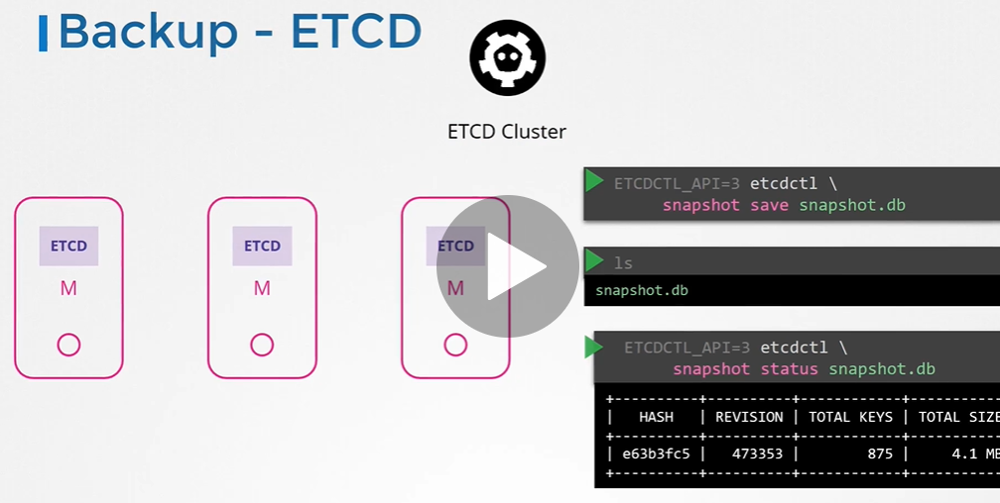 Backup - ETCD
ETCD Cluster
ETCD
M
ETCD
M
ETCD
M
ETCDCTL_API=3 etcdctl \
snapshot save snapshot.db
ls
snapshot.db
ETCDCTL_API=3 etcdctl \
snapshot status snapshot.db
+----------+----------+------------+-------
| HASH | REVISION | TOTAL KEYS | TOTAL SIZE
+----------+----------+------------+-------
| e63b3fc5 | 473353 | 875 | 4.1 MB
+----------+----------+------------+-------